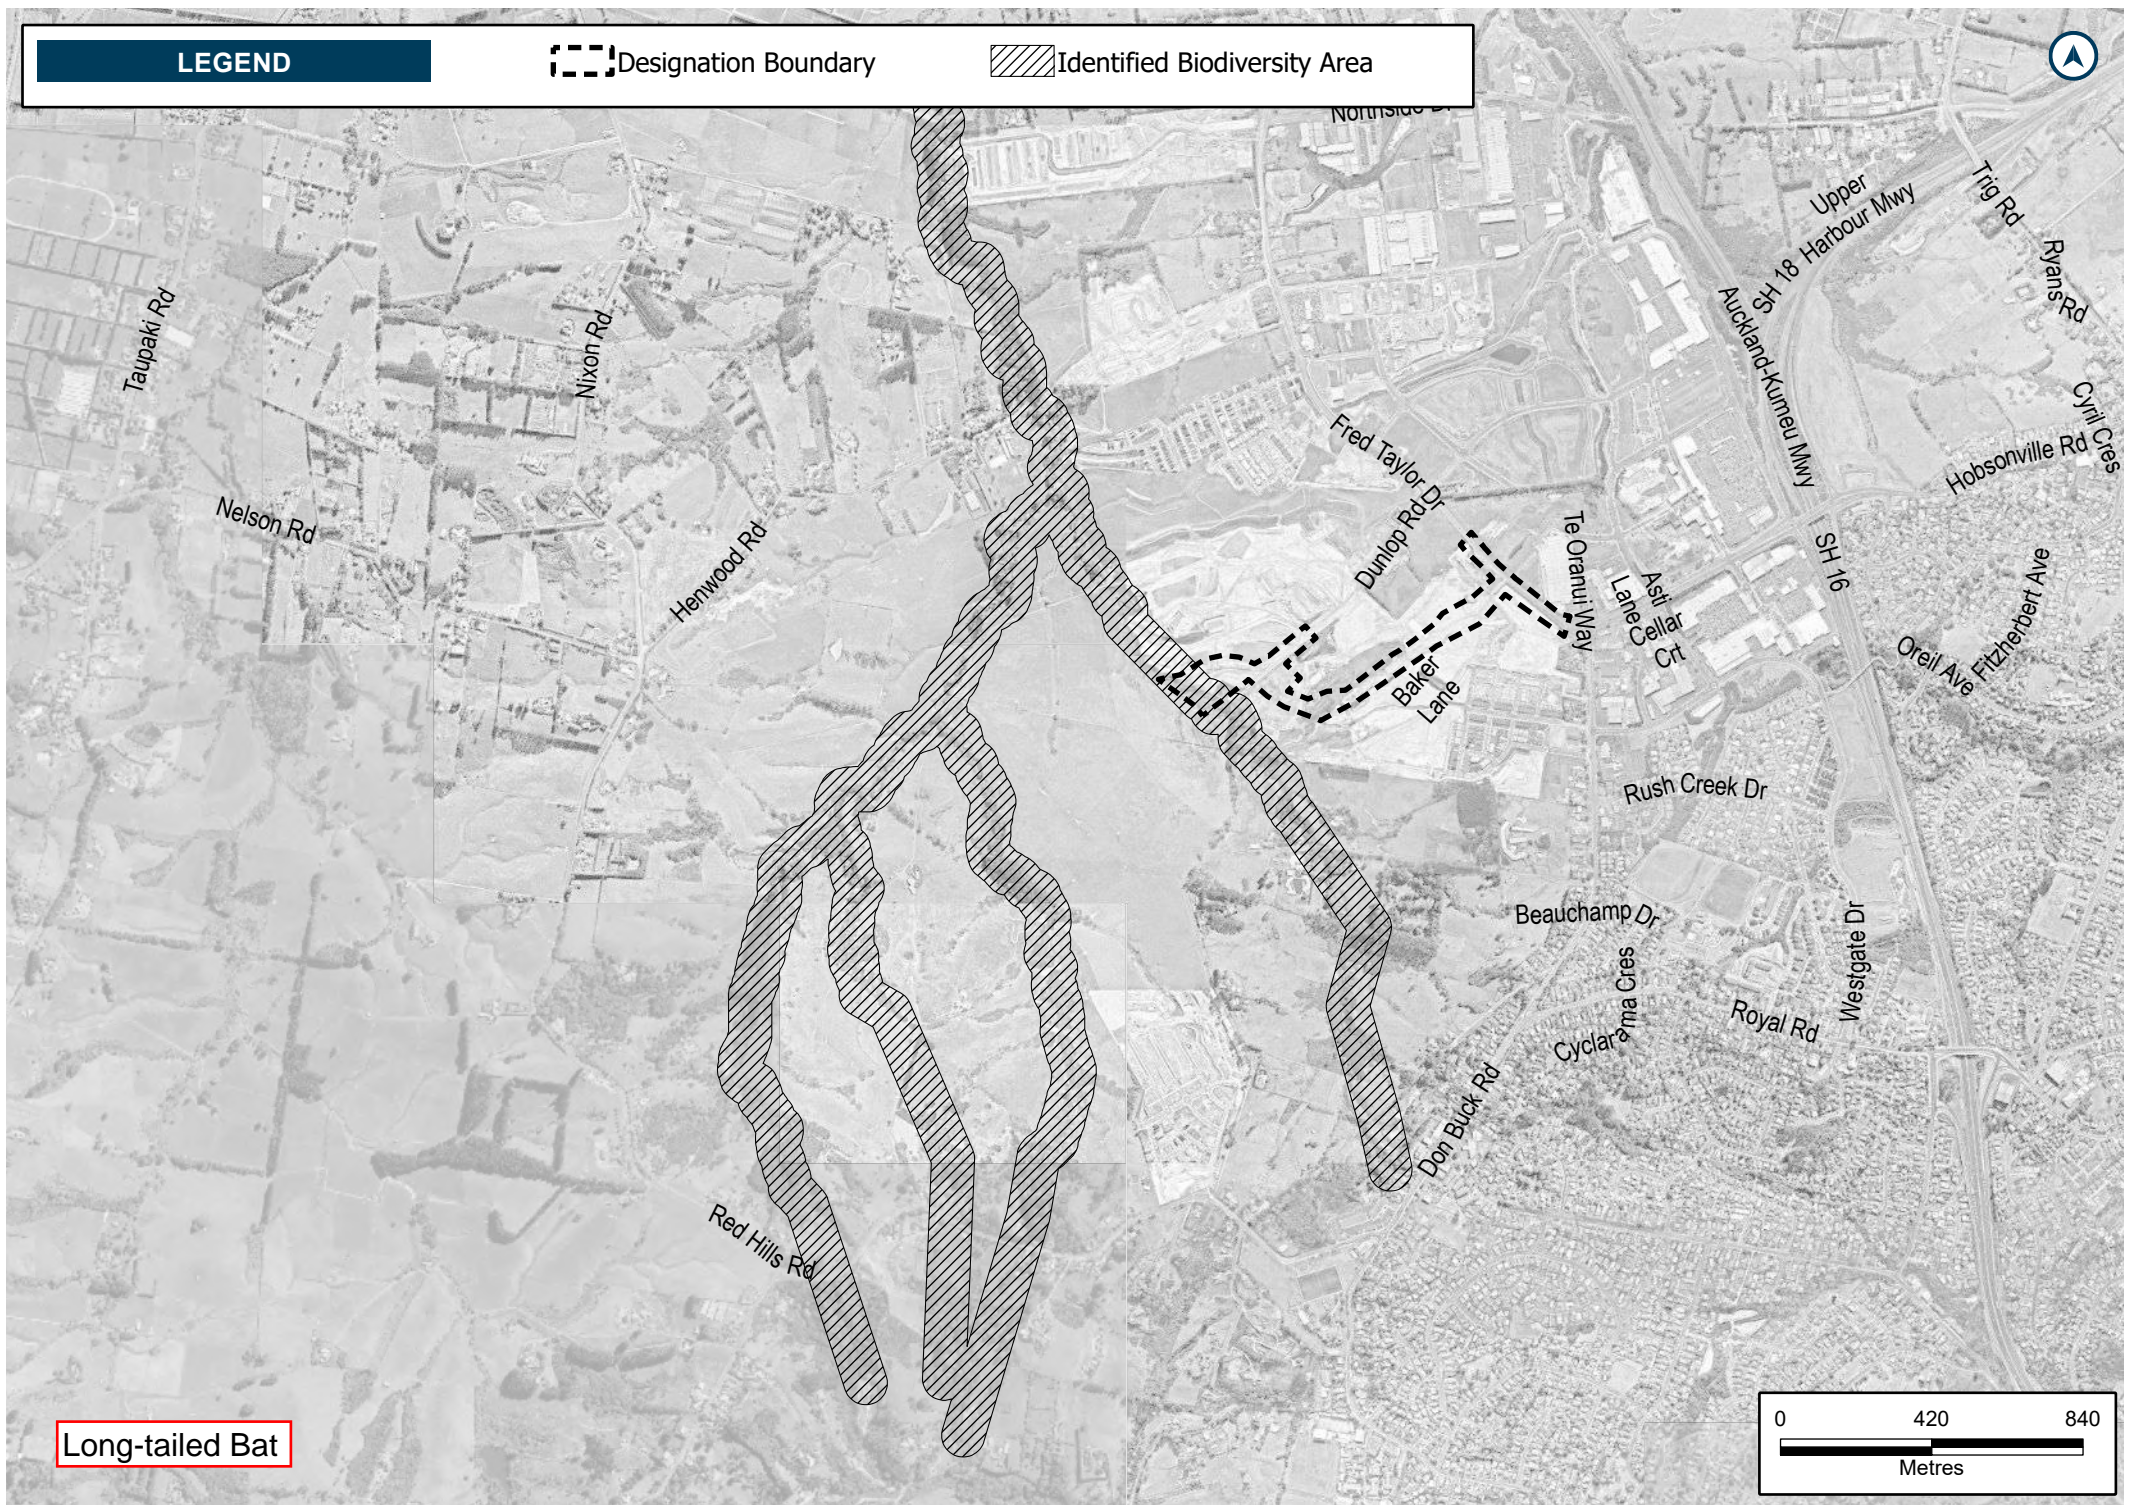 LEGEND
Designation Boundary
Identified Biodiversity Area
Northside D
Upper
Harbour Mwy
SH 18
Trig Rd
Ryans Rd
Auckland-Kumeu Mwy
Cyril Cres
Hobsonville Rd
Taupaki Rd
Nixon Rd
Nelson Rd
Henwood Rd
Fred Taylor Dr
Dunlop Rd
Te Oranui Way
Asti
Lane
Cellar
Crt
SH 16
Fitzherbert Ave
Oreil Ave
Baker
Lane
Rush Creek Dr
Beauchamp Dr
Cyclarama Cres
Westgate Dr
Royal Rd
Don Buck Rd
Red Hills Rd
Long-tailed Bat
0 420 840
Metres